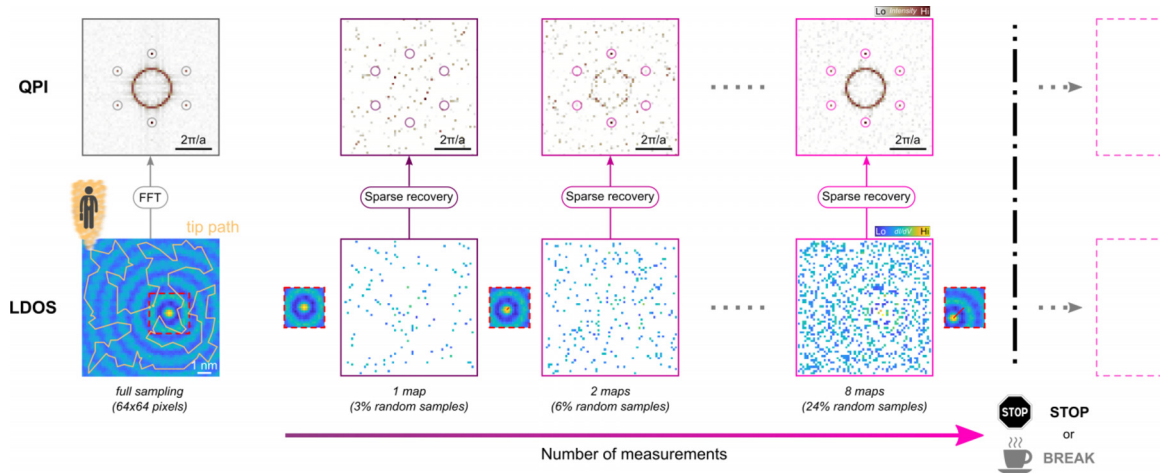 Lo Intensity Hi
QPI
2π/a
2π/a
2π/a
2π/a
FFT
Sparse recovery
Sparse recovery
Sparse recovery
tip path
Lo dI/dV Hi
LDOS
1 nm
full sampling
(64x64 pixels)
1 map
(3% random samples)
2 maps
(6% random samples)
8 maps
(24% random samples)
STOP
STOP
or
BREAK
Number of measurements